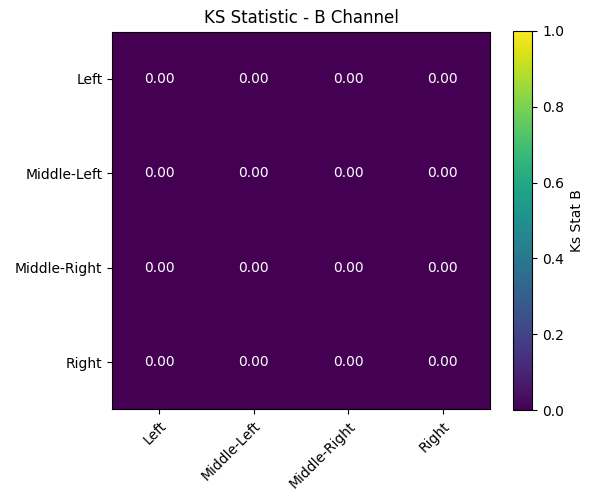 KS Statistic - B Channel
Left 0.00 0.00 0.00 0.00
Middle-Left 0.00 0.00 0.00 0.00
Middle-Right 0.00 0.00 0.00 0.00
Right 0.00 0.00 0.00 0.00
Left Middle-Left Middle-Right Right
1.0
0.8
0.6
0.4
0.2
0.0
Ks Stat B